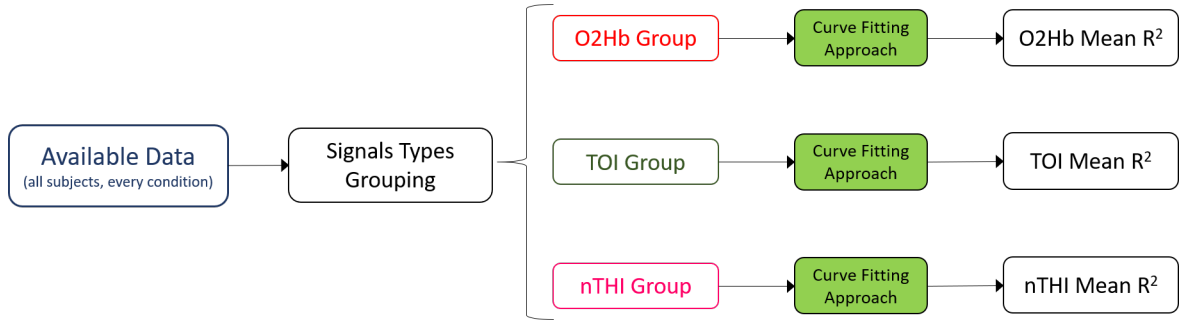 Available Data
(all subjects, every condition)
Signals Types
Grouping
O2Hb Group
Curve Fitting
Approach
O2Hb Mean R²
TOI Group
Curve Fitting
Approach
TOI Mean R²
nTHI Group
Curve Fitting
Approach
nTHI Mean R²